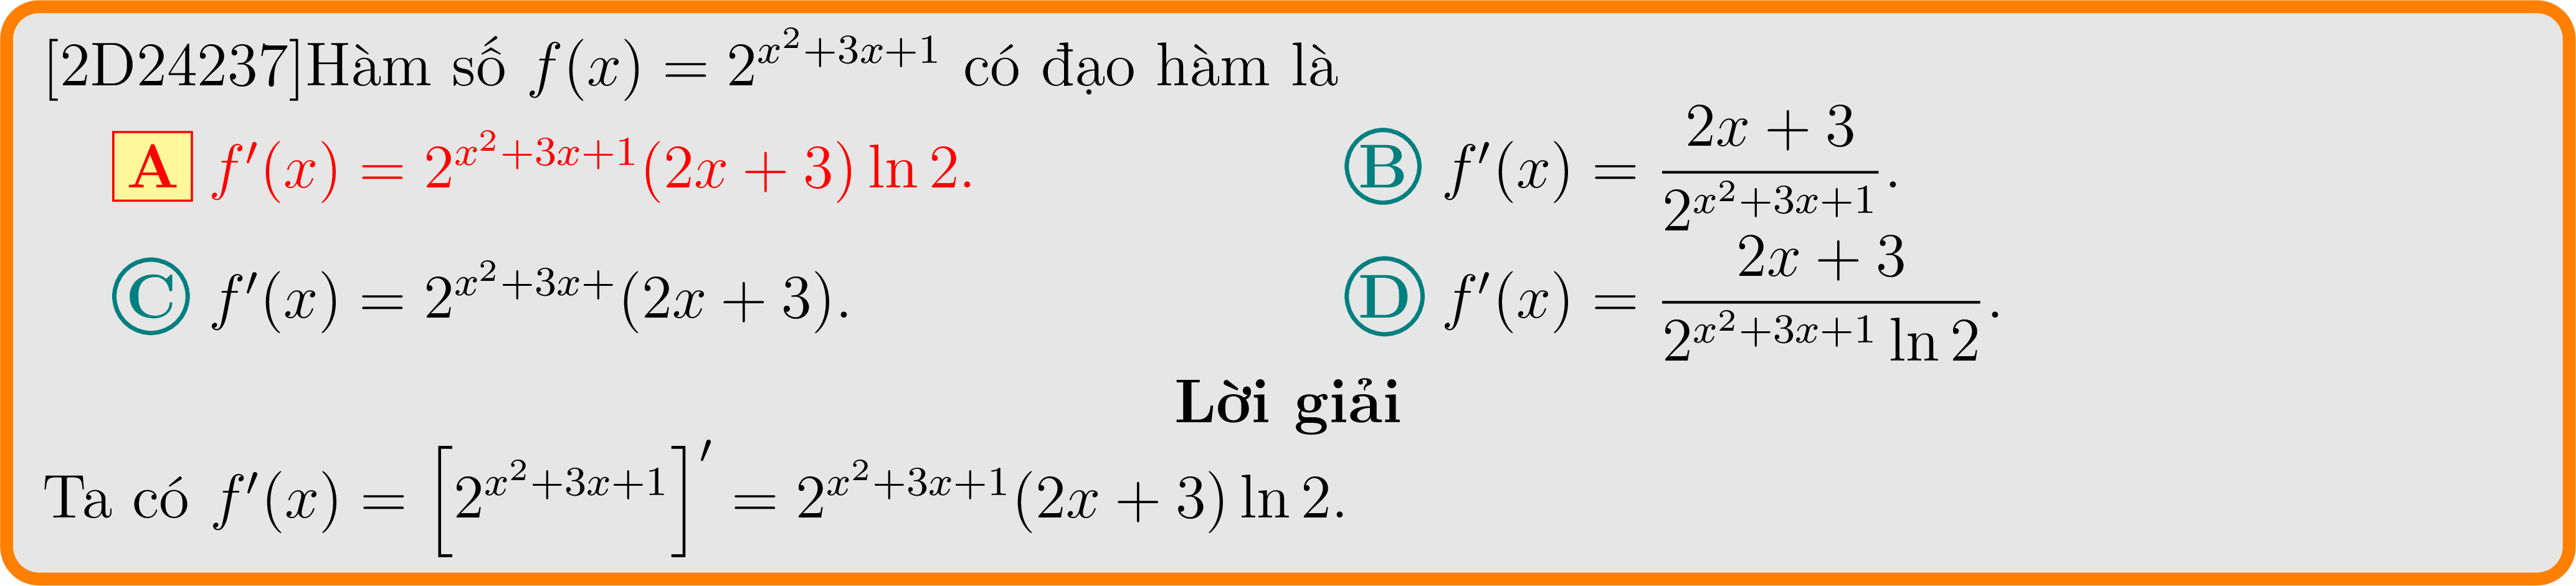 [2D24237]Hàm số f(x) = 2^{x^2+3x+1} có đạo hàm là
A f′(x) = 2^{x^2+3x+1}(2x + 3) ln 2.
B f′(x) = \frac{2x + 3}{2^{x^2+3x+1}}.
C f′(x) = 2^{x^2+3x+}(2x + 3).
D f′(x) = \frac{2x + 3}{2^{x^2+3x+1} ln 2}.
Lời giải
Ta có f′(x) = [2^{x^2+3x+1}]′ = 2^{x^2+3x+1}(2x + 3) ln 2.